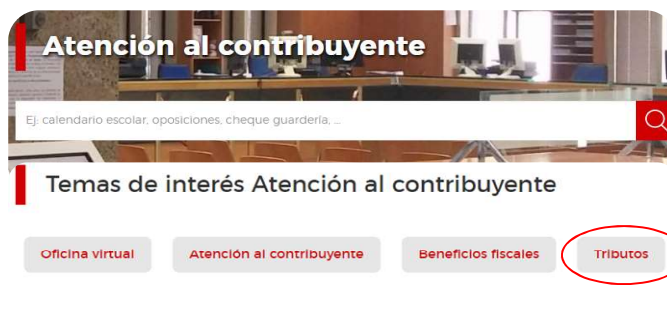 Atención al contribuyente
Ej: calendario escolar, oposiciones, cheque guardería, ...
Temas de interés Atención al contribuyente
Oficina virtual Atención al contribuyente Beneficios fiscales Tributos